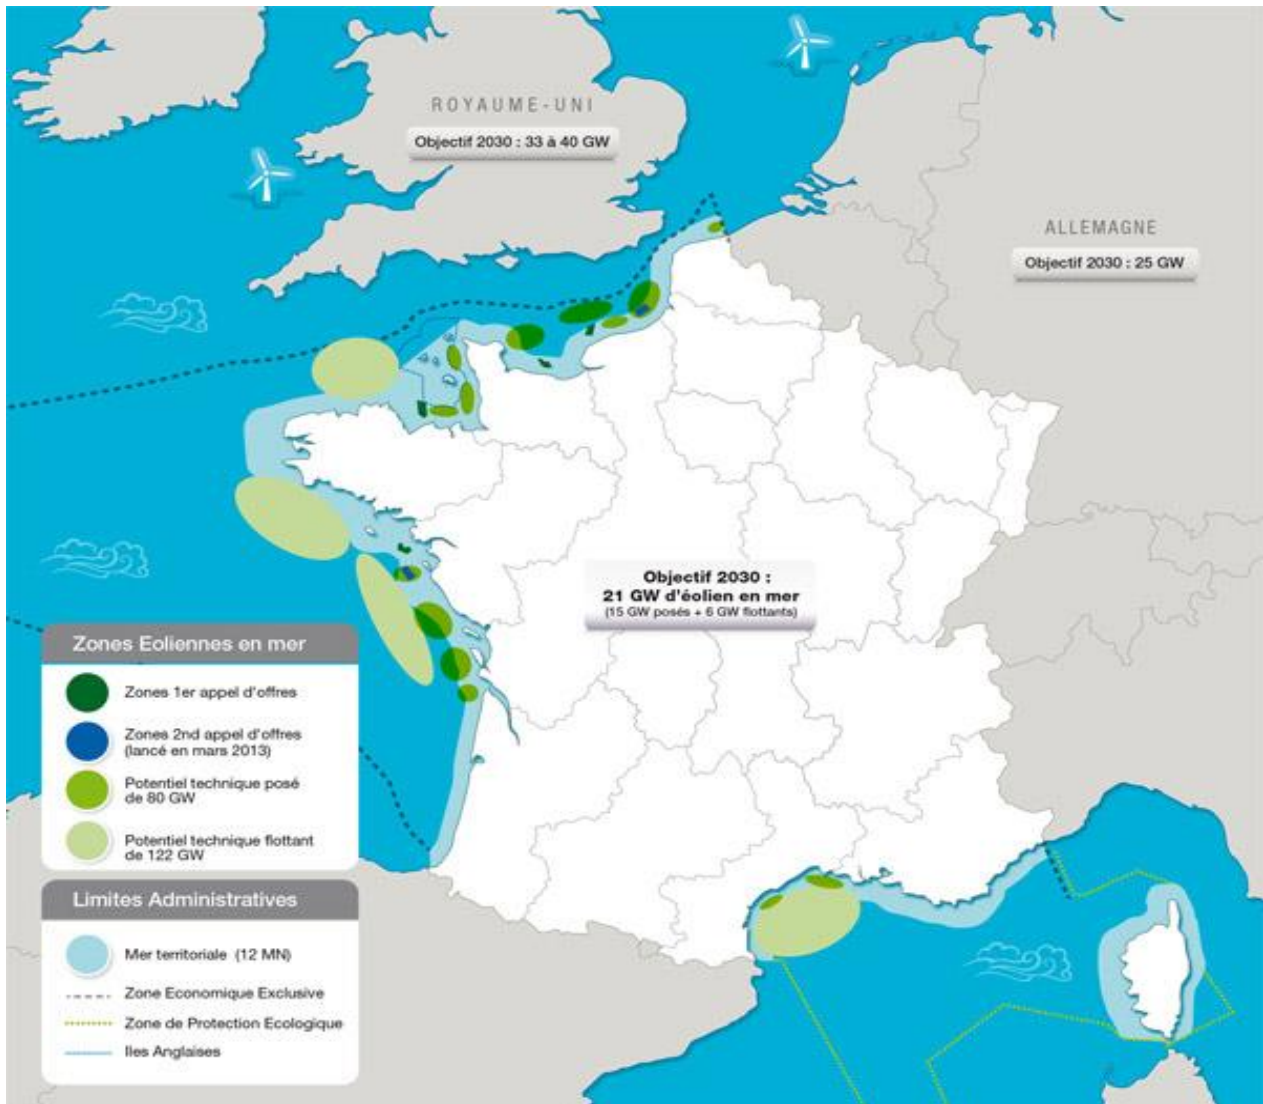 ROYAUME-UNI
Objectif 2030 : 33 à 40 GW
ALLEMAGNE
Objectif 2030 : 25 GW
Objectif 2030 :
21 GW d'éolien en mer
(15 GW posés + 6 GW flottants)
Zones Eoliennes en mer
Zones 1er appel d'offres
Zones 2nd appel d'offres
(lancé en mars 2013)
Potentiel technique posé
de 80 GW
Potentiel technique flottant
de 122 GW
Limites Administratives
Mer territoriale (12 MN)
Zone Economique Exclusive
Zone de Protection Ecologique
Iles Anglaises